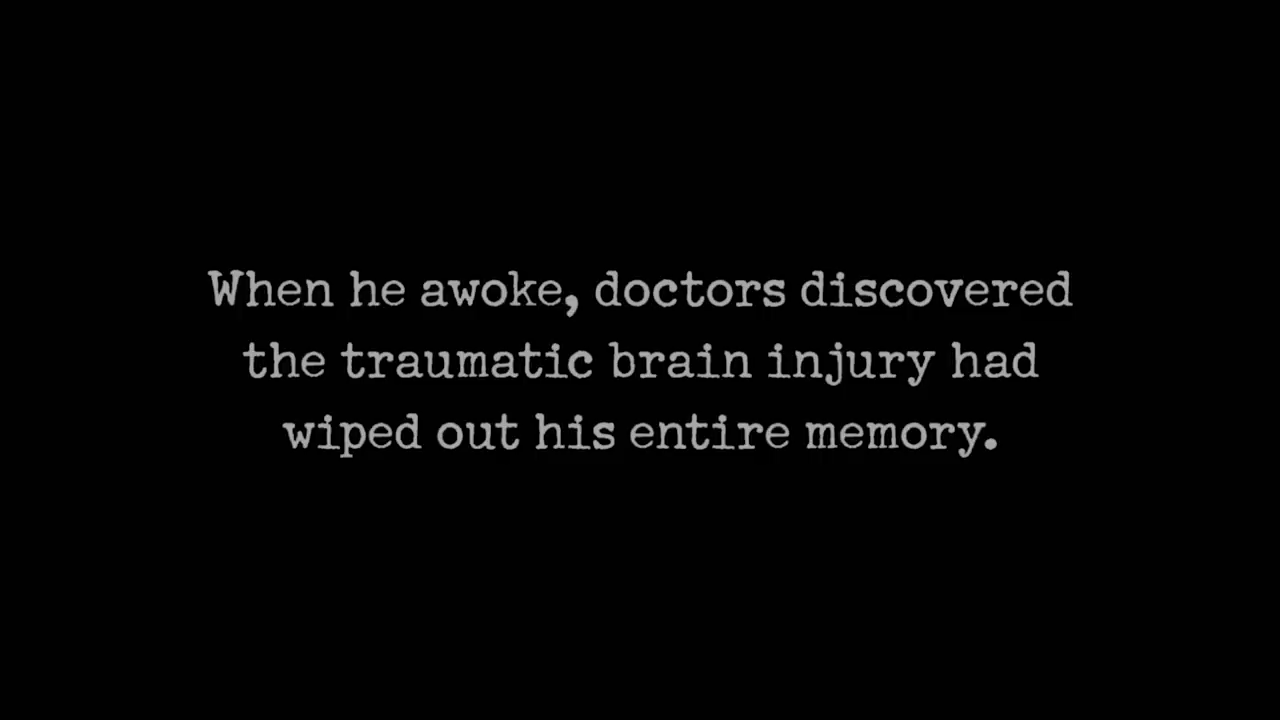 When he awoke, doctors discovered
the traumatic brain injury had
wiped out his entire memory.